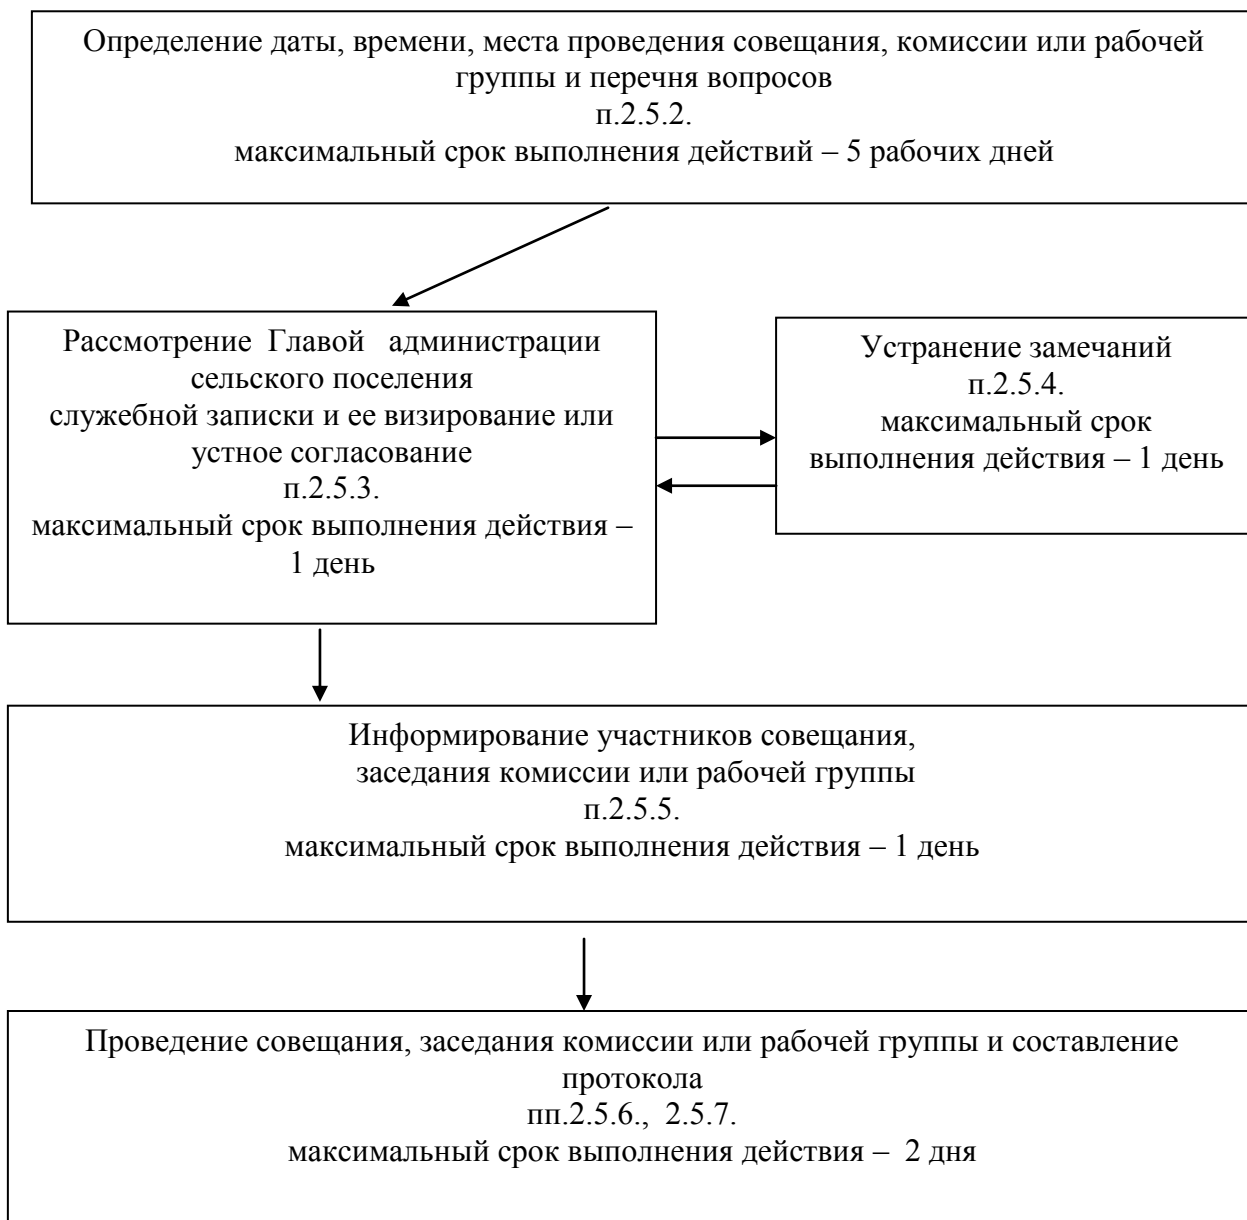 Определение даты, времени, места проведения совещания, комиссии или рабочей
группы и перечня вопросов
п.2.5.2.
максимальный срок выполнения действий – 5 рабочих дней
Рассмотрение Главой администрации
сельского поселения
служебной записки и ее визирование или
устное согласование
п.2.5.3.
максимальный срок выполнения действия –
1 день
Устранение замечаний
п.2.5.4.
максимальный срок
выполнения действия – 1 день
Информирование участников совещания,
заседания комиссии или рабочей группы
п.2.5.5.
максимальный срок выполнения действия – 1 день
Проведение совещания, заседания комиссии или рабочей группы и составление
протокола
пп.2.5.6., 2.5.7.
максимальный срок выполнения действия – 2 дня